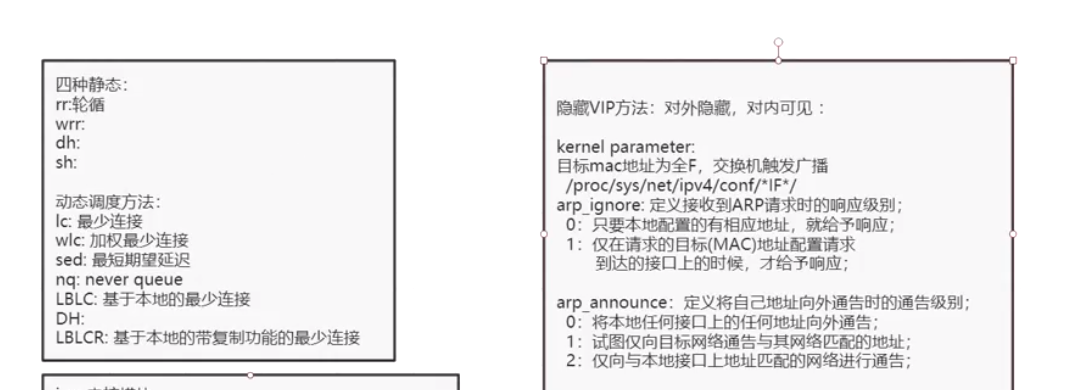 四种静态：
rr:轮循
wrr:
dh:
sh:
动态调度方法：
lc: 最少连接
wlc: 加权最少连接
sed: 最短期望延迟
nq: never queue
LBLC: 基于本地的最少连接
DH:
LBLCR: 基于本地的带复制功能的最少连接
隐藏VIP方法：对外隐藏，对内可见：
kernel parameter:
目标mac地址为全F，交换机触发广播
/proc/sys/net/ipv4/conf/*IF*/
arp_ignore: 定义接收到ARP请求时的响应级别；
0：只要本地配置的有相应地址，就给予响应；
1：仅在请求的目标(MAC)地址配置请求
到达的接口上的时候，才给予响应；
arp_announce：定义将自己地址向外通告时的通告级别；
0：将本地任何接口上的任何地址向外通告；
1：试图仅向目标网络通告与其网络匹配的地址；
2：仅向与本地接口上地址匹配的网络进行通告；